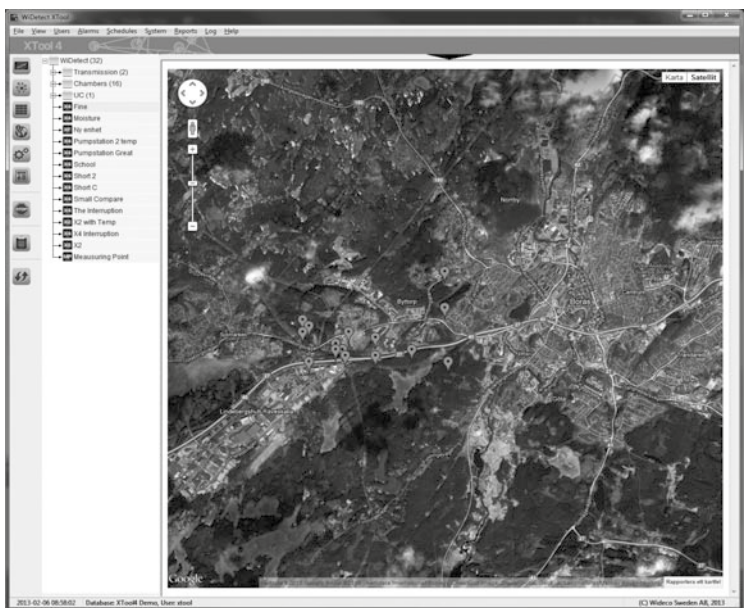 WiDetect XTool
File View Users Alarms Schedules System Reports Log Help
XTool 4
WiDetect (32)
Transmission (2)
Chambers (16)
UC (1)
Fine
Moisture
Ny enhet
Pumpstation 2 temp
Pumpstation Great
School
Short 2
Short C
Small Compare
The Interruption
X2 with Temp
X4 Interruption
X2
Meausuring Point
Karta Satellit
Norrby
Byttorp
Borås
Google
Rapportera ett kartfel
2013-02-06 08:58:02 Database: XTool4 Demo, User: xtool
(C) Wideco Sweden AB, 2013